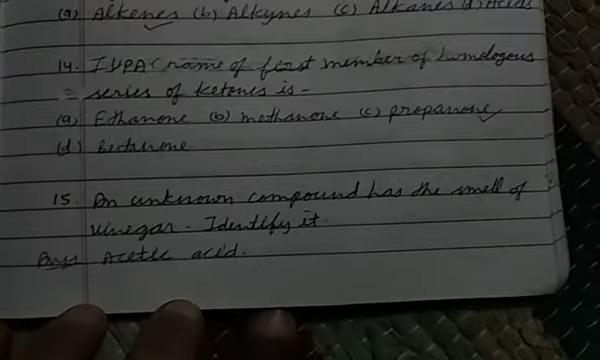 (a) Alkenes (b) Alkynes (c) Alkanes (d) Acids
14. IUPAC name of first member of homologous
= series of ketones is -
(a) Ethanone (b) methanone (c) propanone
(d) Bectanone
15. An unknown compound has the smell of
vinegar. Identify it.
Ans Acetic acid.